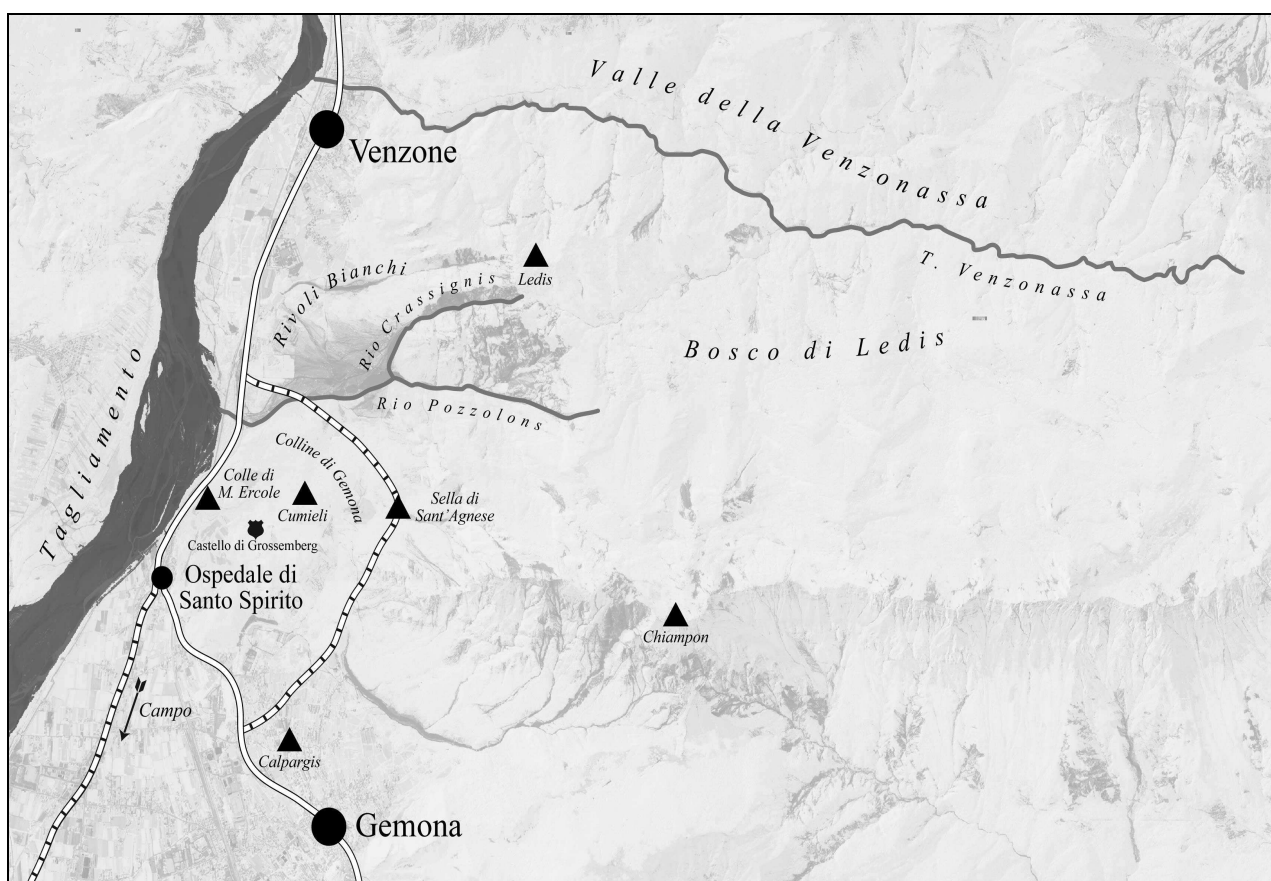 Valle della Venzonassa
Venzone
T. Venzonassa
Rivoli Bianchi
Ledis
Rio Crassignis
Bosco di Ledis
Tagliamento
Rio Pozzolons
Colline di Gemona
Colle di
M. Ercole
Cumieli
Sella di
Sant'Agnese
Castello di Grossemberg
Ospedale di
Santo Spirito
Chiampon
Campo
Calpargis
Gemona